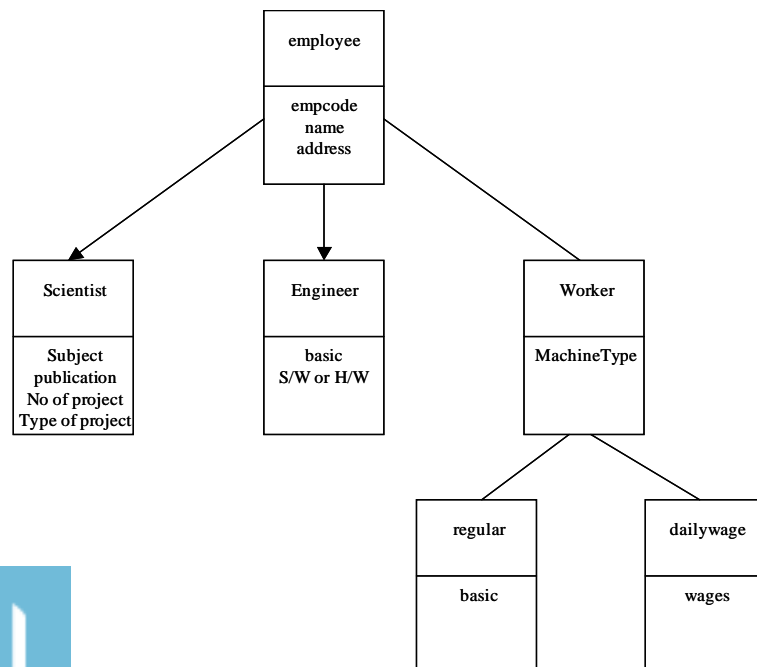 employee
empcode
name
address
Scientist
Subject
publication
No of project
Type of project
Engineer
basic
S/W or H/W
Worker
MachineType
regular
basic
dailywage
wages